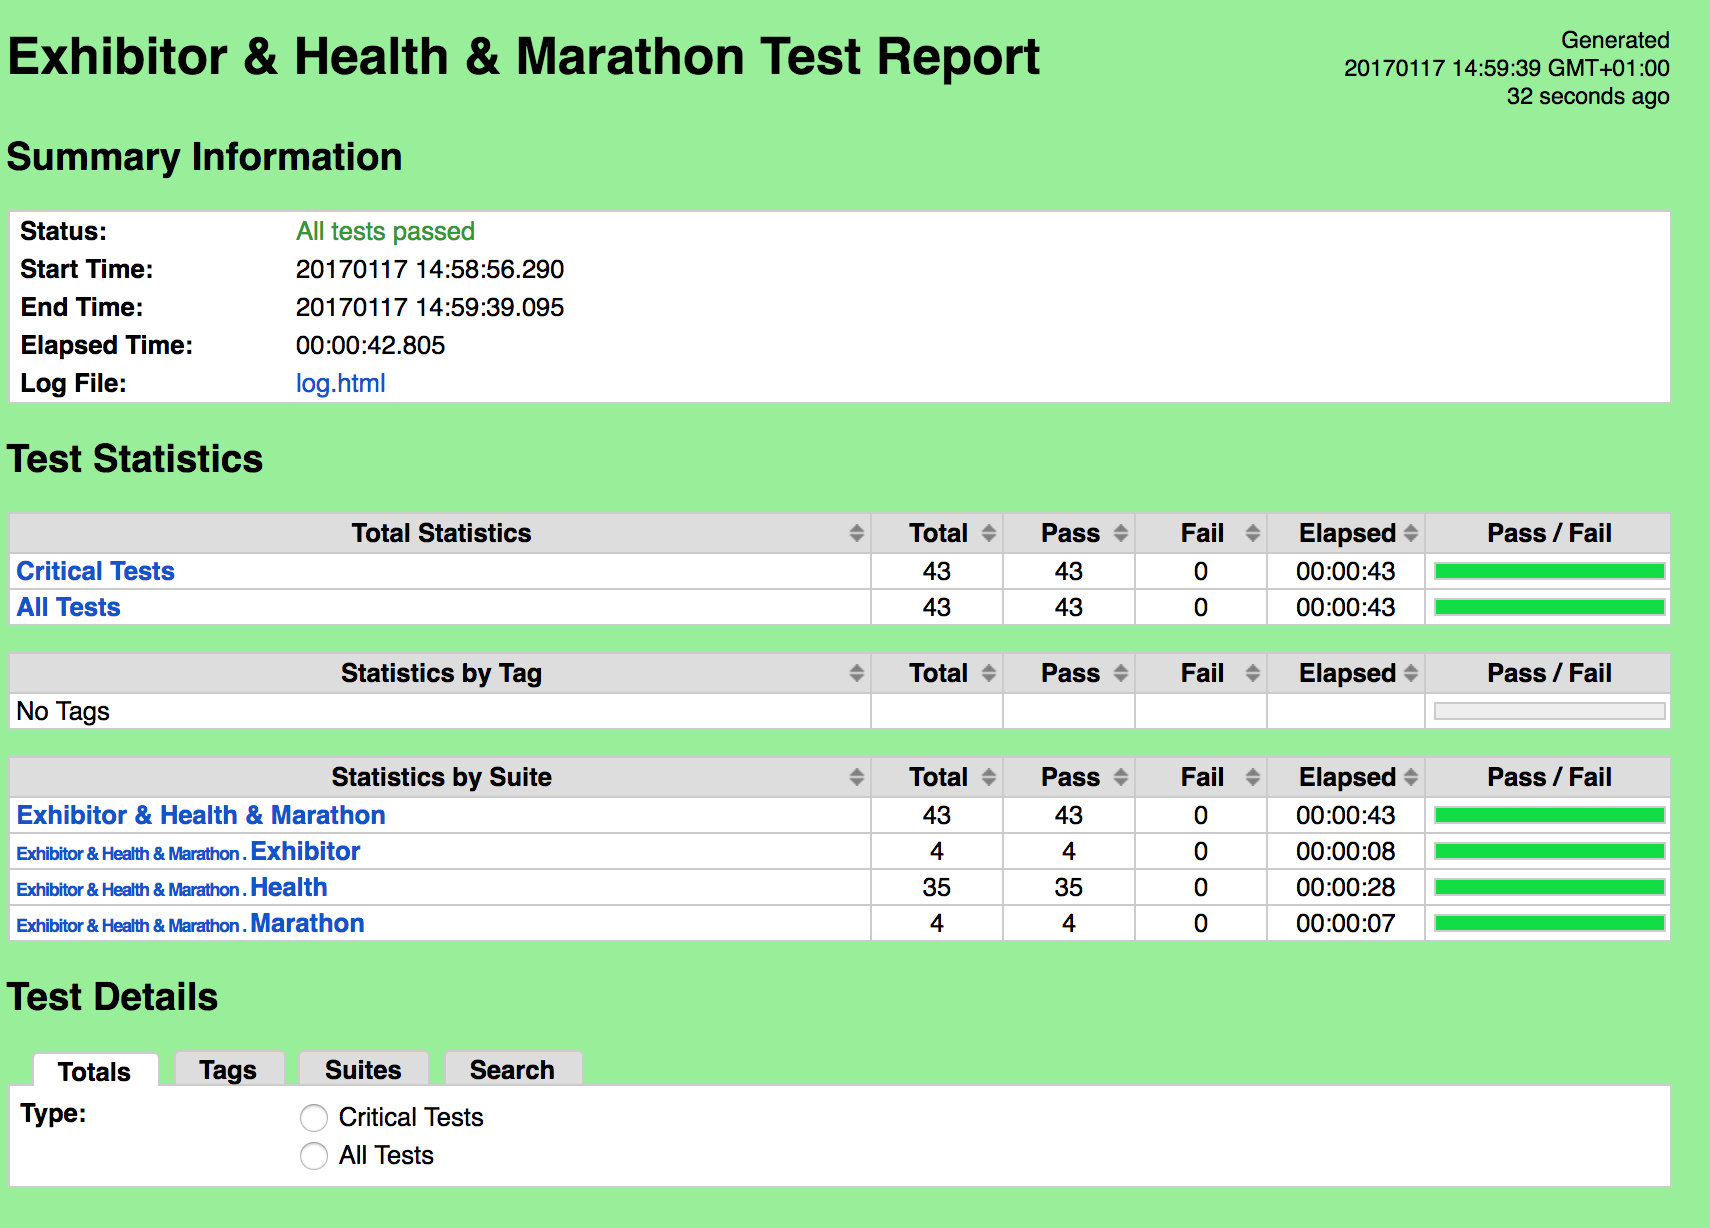 Exhibitor & Health & Marathon Test Report
Generated
20170117 14:59:39 GMT+01:00
32 seconds ago
Summary Information
Status: All tests passed
Start Time: 20170117 14:58:56.290
End Time: 20170117 14:59:39.095
Elapsed Time: 00:00:42.805
Log File: log.html
Test Statistics
Total Statistics Total Pass Fail Elapsed Pass / Fail
Critical Tests 43 43 0 00:00:43
All Tests 43 43 0 00:00:43
Statistics by Tag Total Pass Fail Elapsed Pass / Fail
No Tags
Statistics by Suite Total Pass Fail Elapsed Pass / Fail
Exhibitor & Health & Marathon 43 43 0 00:00:43
Exhibitor & Health & Marathon . Exhibitor 4 4 0 00:00:08
Exhibitor & Health & Marathon . Health 35 35 0 00:00:28
Exhibitor & Health & Marathon . Marathon 4 4 0 00:00:07
Test Details
Totals Tags Suites Search
Type: Critical Tests
All Tests